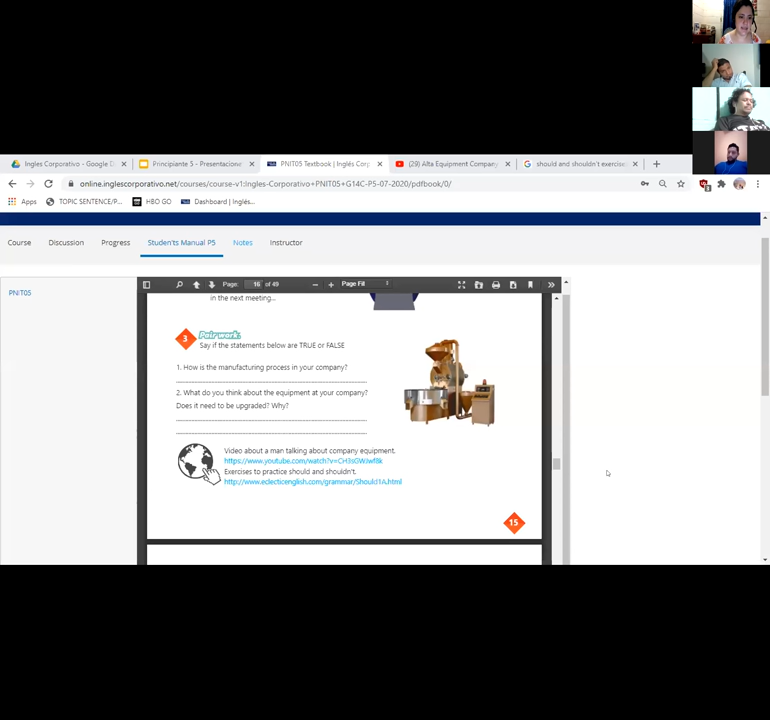 Ingles Corporativo - Google D
Principiante 5 - Presentacione
PNIT05 Textbook | Inglés Corp
(29) Alta Equipment Company
should and shouldn't exercise
online.inglescorporativo.net/courses/course-v1:Ingles-Corporativo+PNIT05+G14C-P5-07-2020/pdfbook/0/
Apps
TOPIC SENTENCE/P...
HBO GO
Dashboard | Inglés...
Course
Discussion
Progress
Studen'ts Manual P5
Notes
Instructor
PNIT05
Page:
16
of 49
Page Fit
in the next meeting...
3
Pair work:
Say if the statements below are TRUE or FALSE
1. How is the manufacturing process in your company?
2. What do you think about the equipment at your company?
Does it need to be upgraded? Why?
Video about a man talking about company equipment.
Exercises to practice should and shouldn't.
http://www.eclecticenglish.com/grammar/Should1A.html
15